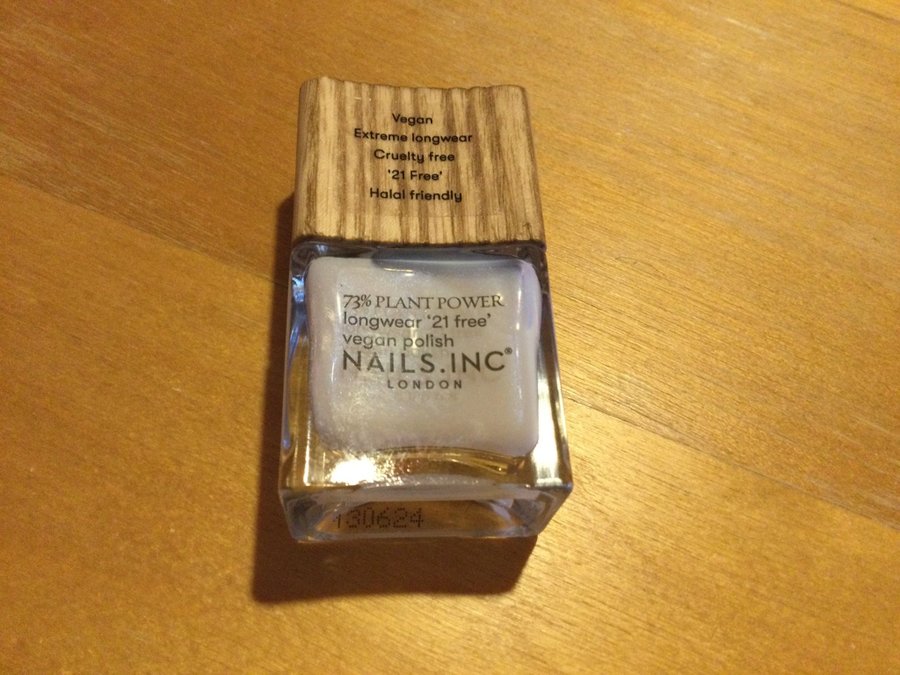 Vegan
Extreme longwear
Cruelty free
'21 Free'
Halal friendly
73% PLANT POWER
longwear '21 free'
vegan polish
NAILS.INC®
LONDON
130624